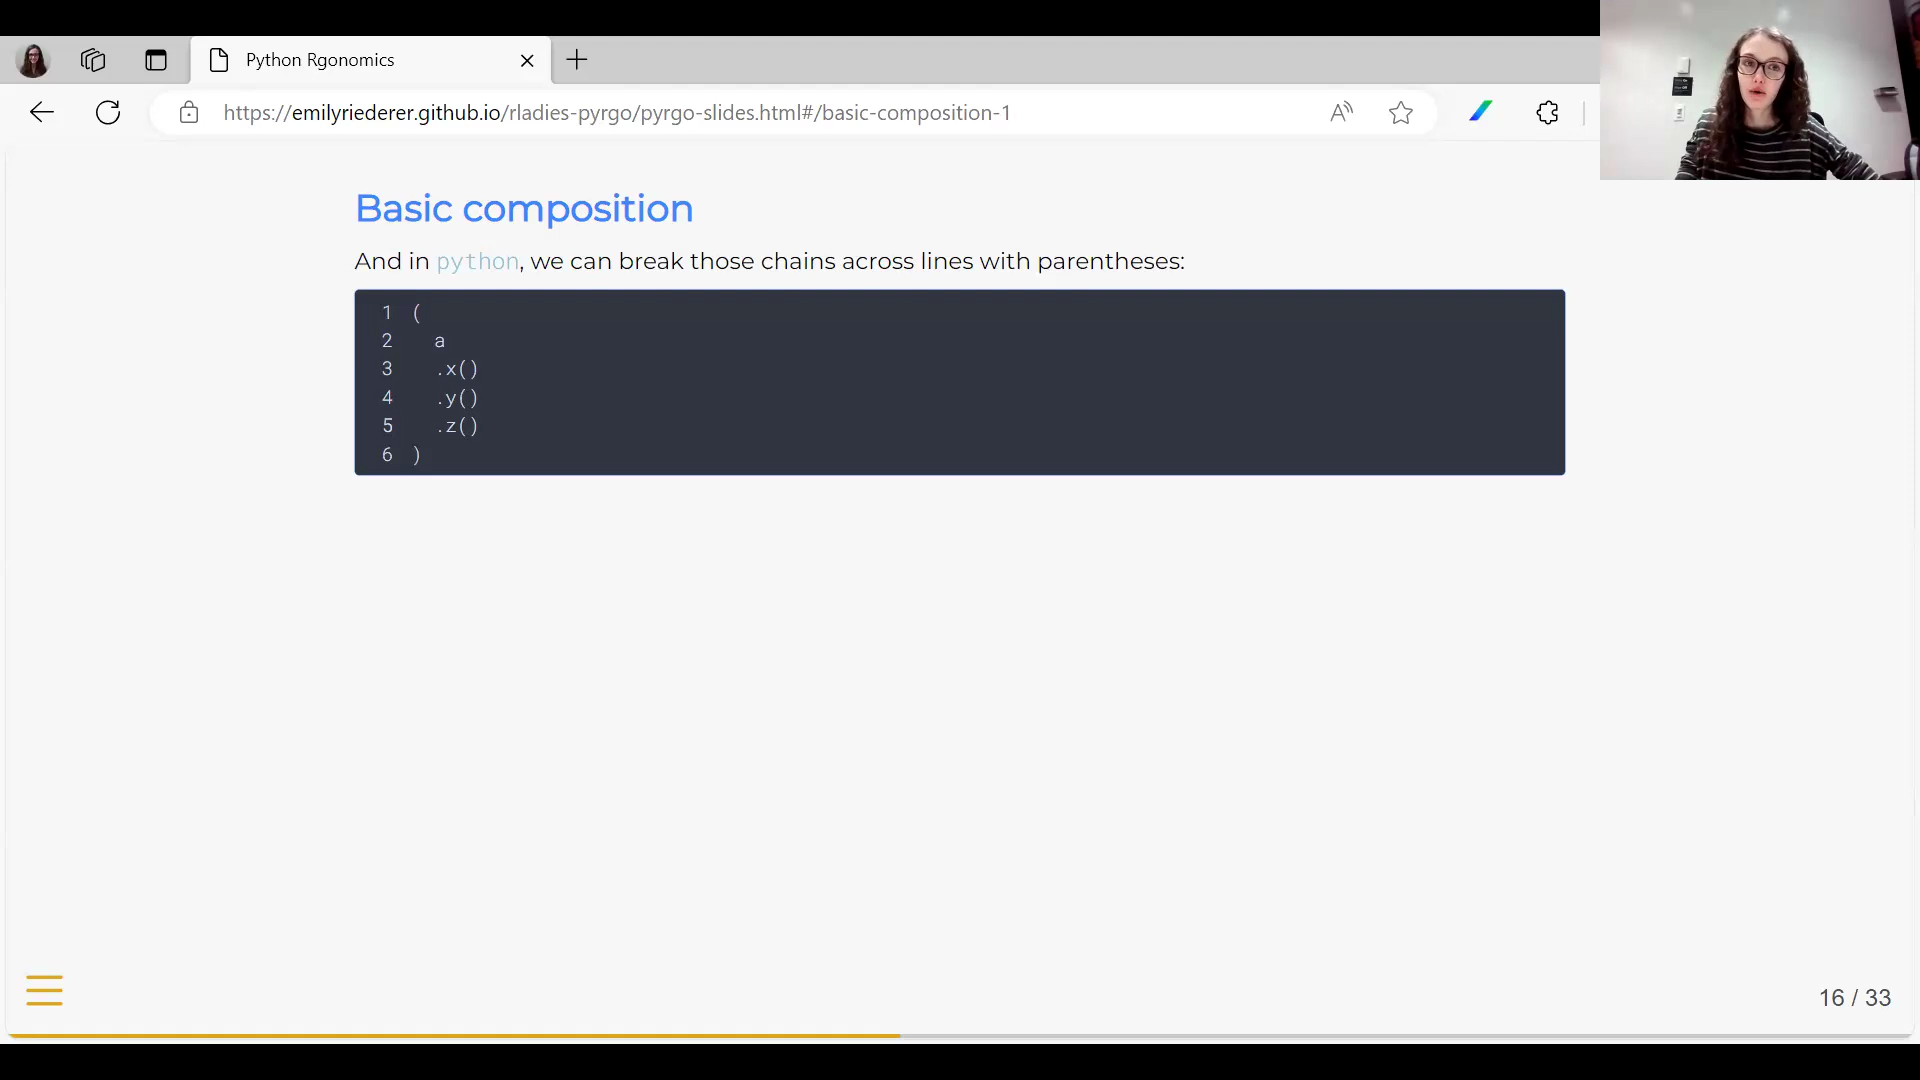 Python Rgonomics
https://emilyriederer.github.io/rladies-pyrgo/pyrgo-slides.html#/basic-composition-1
Basic composition
And in python, we can break those chains across lines with parentheses:
1 (
2 a
3 .x()
4 .y()
5 .z()
6 )
16 / 33